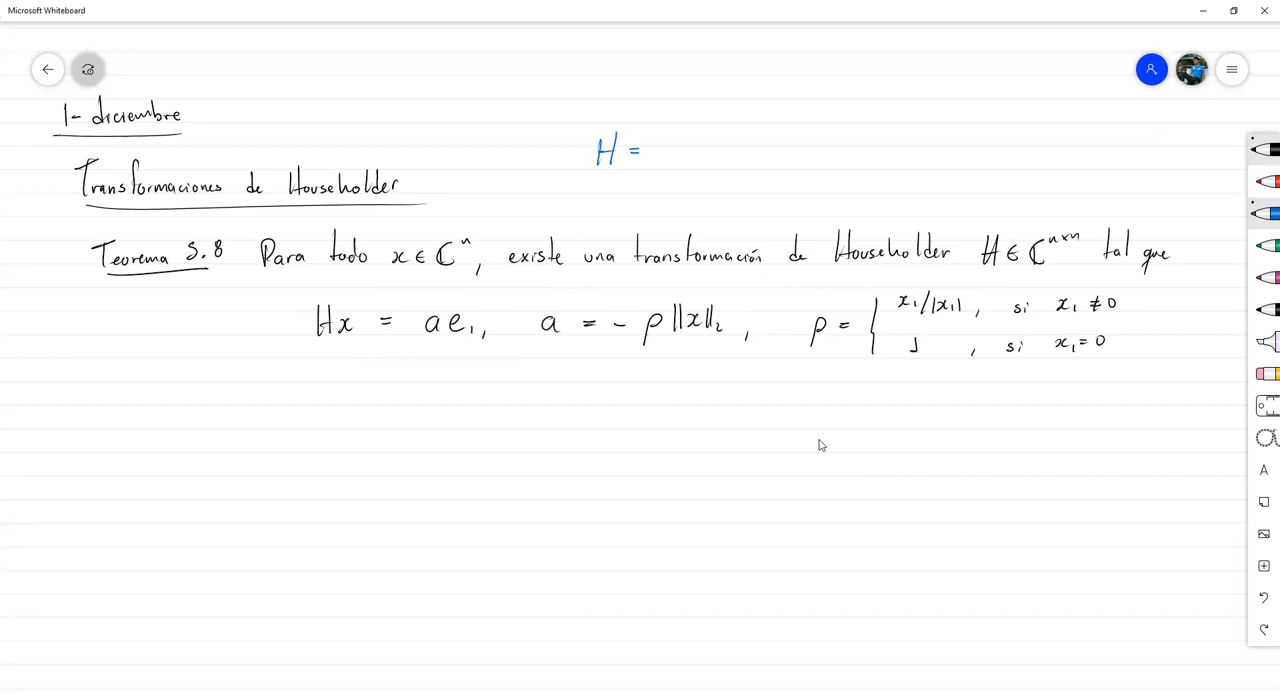 Microsoft Whiteboard
1- diciembre
H =
Transformaciones de Householder
Teorema 5.8 Para todo x ∈ ℂⁿ, existe una transformación de Householder H ∈ ℂⁿˣⁿ tal que
Hx = ae₁, a = - ρ ||x||₂, ρ = { x₁/|x₁|, si x₁ ≠ 0
1, si x₁ = 0
A